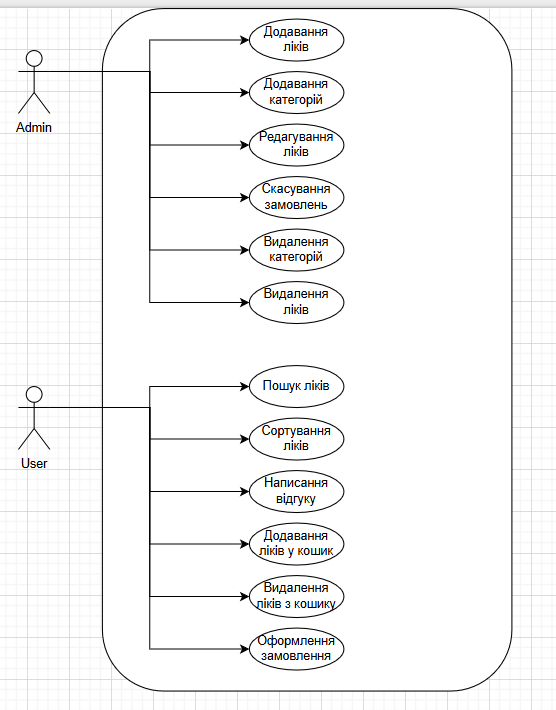 Додавання
ліків
Додавання
категорій
Admin
Редагування
ліків
Скасування
замовлень
Видалення
категорій
Видалення
ліків
Пошук ліків
User
Сортування
ліків
Написання
відгуку
Додавання
ліків у кошик
Видалення
ліків з кошику
Оформлення
замовлення